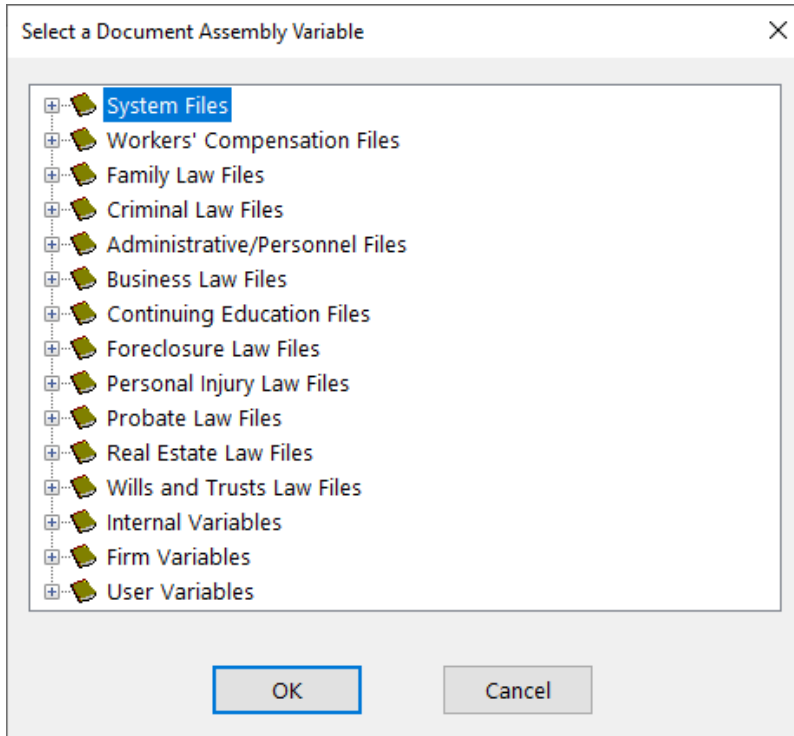 Select a Document Assembly Variable
System Files
Workers' Compensation Files
Family Law Files
Criminal Law Files
Administrative/Personnel Files
Business Law Files
Continuing Education Files
Foreclosure Law Files
Personal Injury Law Files
Probate Law Files
Real Estate Law Files
Wills and Trusts Law Files
Internal Variables
Firm Variables
User Variables
OK Cancel